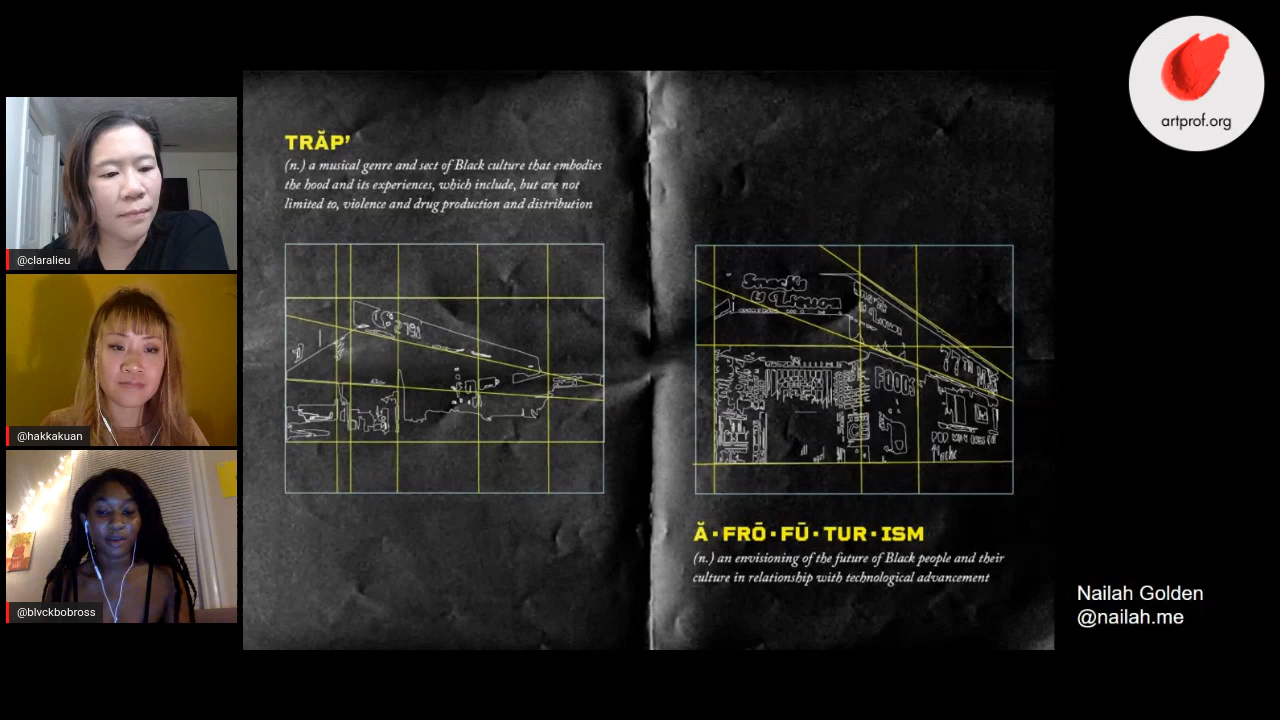 TRĂP’
(n.) a musical genre and sect of Black culture that embodies
the hood and its experiences, which include, but are not
limited to, violence and drug production and distribution
Snacks
& Liquor
FOODS
Ă·FRŌ·FŪ·TUR·ISM
(n.) an envisioning of the future of Black people and their
culture in relationship with technological advancement
artprof.org
@claralieu
@hakkakuan
@blvckbobross
Nailah Golden
@nailah.me